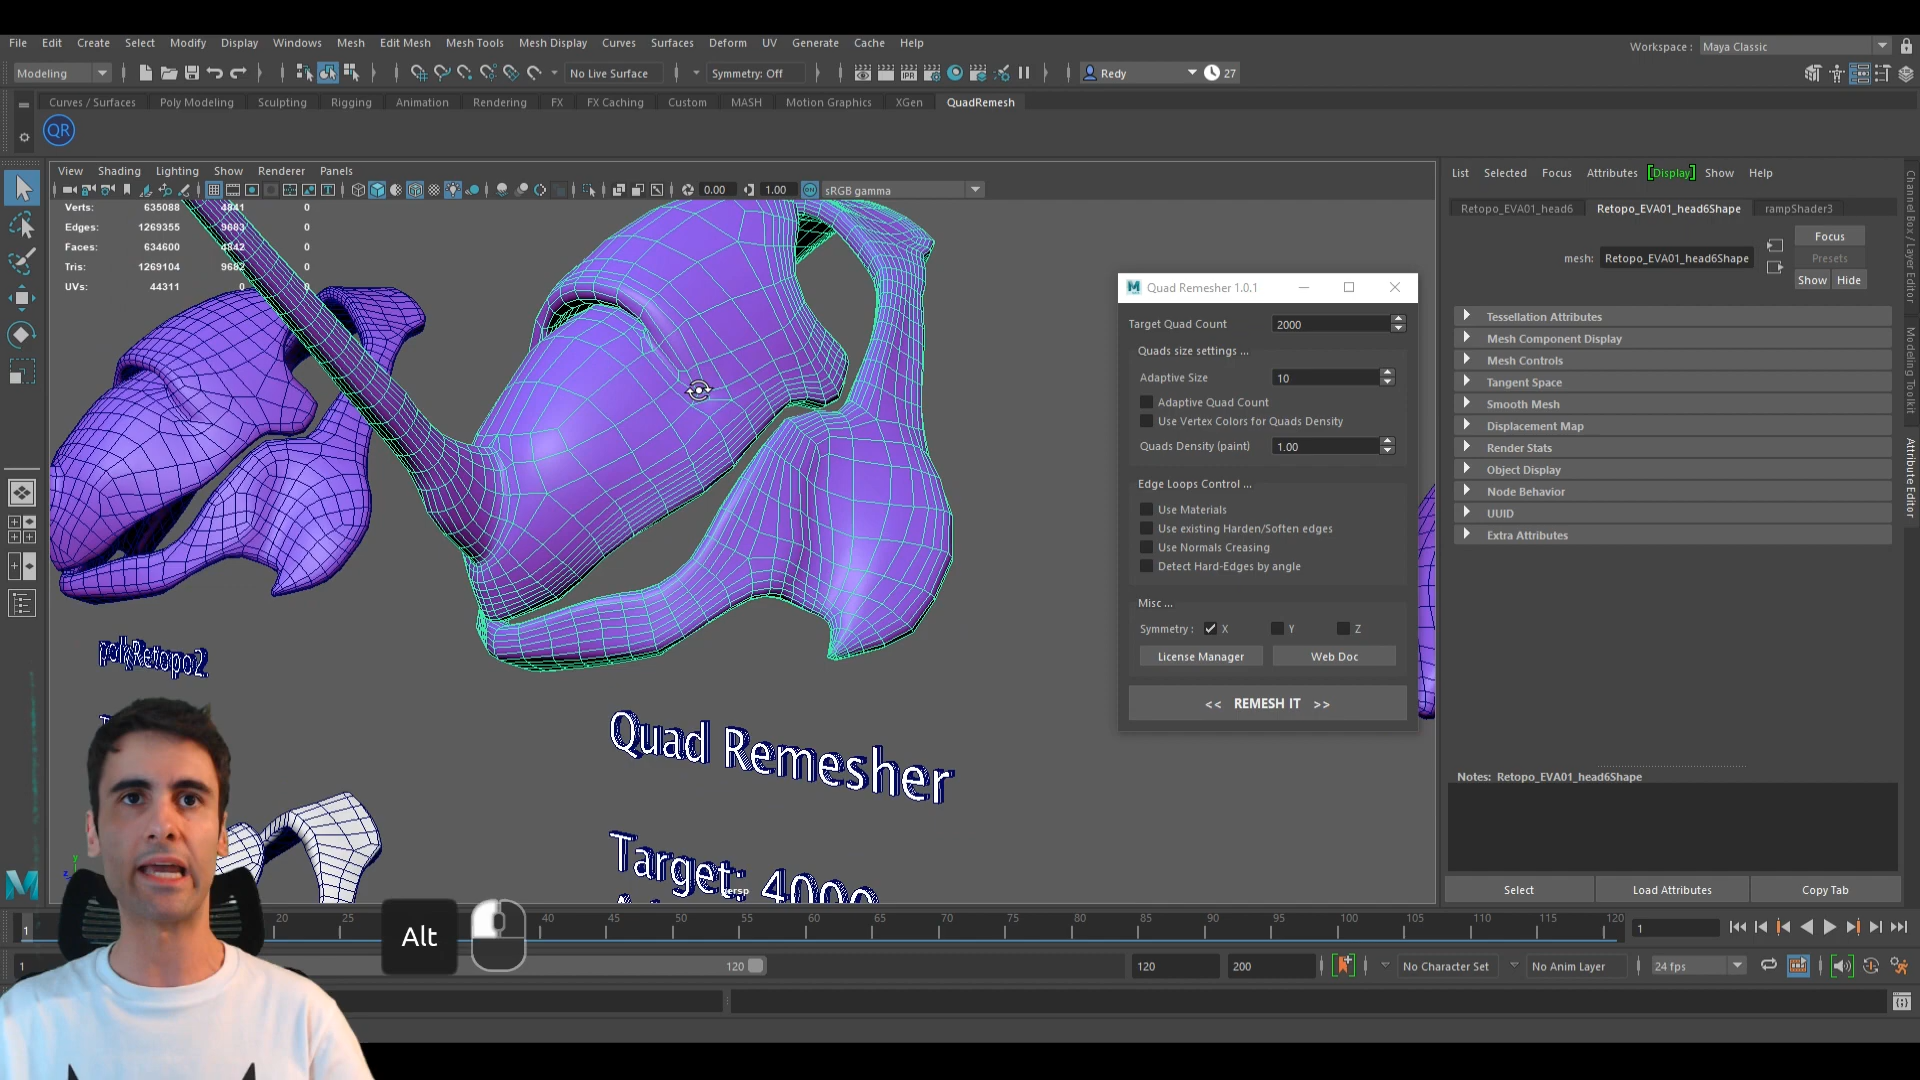 File Edit Create Select Modify Display Windows Mesh Edit Mesh Mesh Tools Mesh Display Curves Surfaces Deform UV Generate Cache Help
Workspace : Maya Classic
Modeling No Live Surface Symmetry: Off Redy 27
Curves / Surfaces Poly Modeling Sculpting Rigging Animation Rendering FX FX Caching Custom MASH Motion Graphics XGen QuadRemesh
QR
View Shading Lighting Show Renderer Panels
0.00 1.00 sRGB gamma
Verts: 635088 4841 0
Edges: 1269355 9683 0
Faces: 634600 4842 0
Tris: 1269104 9682 0
UVs: 44311 0 0
polyRetopo2
Quad Remesher
Target: 4000
persp
Quad Remesher 1.0.1
Target Quad Count 2000
Quads size settings ...
Adaptive Size 10
Adaptive Quad Count
Use Vertex Colors for Quads Density
Quads Density (paint) 1.00
Edge Loops Control ...
Use Materials
Use existing Harden/Soften edges
Use Normals Creasing
Detect Hard-Edges by angle
Misc ...
Symmetry : X Y Z
License Manager Web Doc
<< REMESH IT >>
List Selected Focus Attributes [Display] Show Help
Retopo_EVA01_head6 Retopo_EVA01_head6Shape rampShader3
Focus
mesh: Retopo_EVA01_head6Shape Presets
Show Hide
Tessellation Attributes
Mesh Component Display
Mesh Controls
Tangent Space
Smooth Mesh
Displacement Map
Render Stats
Object Display
Node Behavior
UUID
Extra Attributes
Notes: Retopo_EVA01_head6Shape
Select Load Attributes Copy Tab
Channel Box / Layer Editor
Modeling Toolkit
Attribute Editor
Alt
1 20 25 40 45 50 55 60 65 70 75 80 85 90 95 100 105 110 115 120 1
1 120 120 200 No Character Set No Anim Layer 24 fps